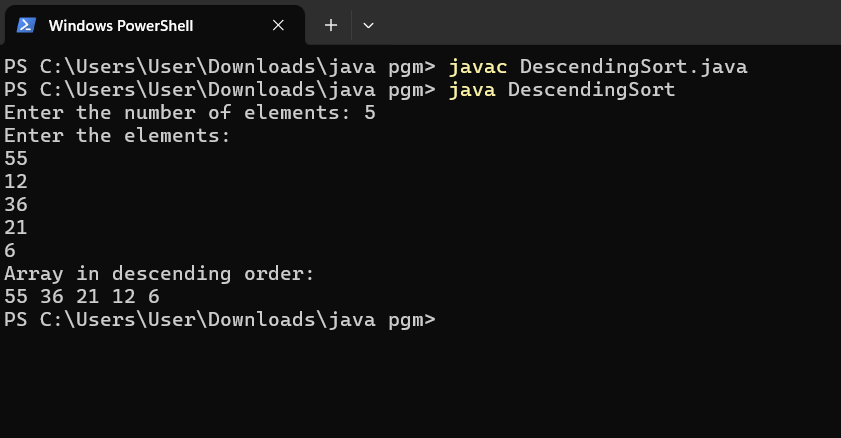 Windows PowerShell
PS C:\Users\User\Downloads\java pgm> javac DescendingSort.java
PS C:\Users\User\Downloads\java pgm> java DescendingSort
Enter the number of elements: 5
Enter the elements:
55
12
36
21
6
Array in descending order:
55 36 21 12 6
PS C:\Users\User\Downloads\java pgm>